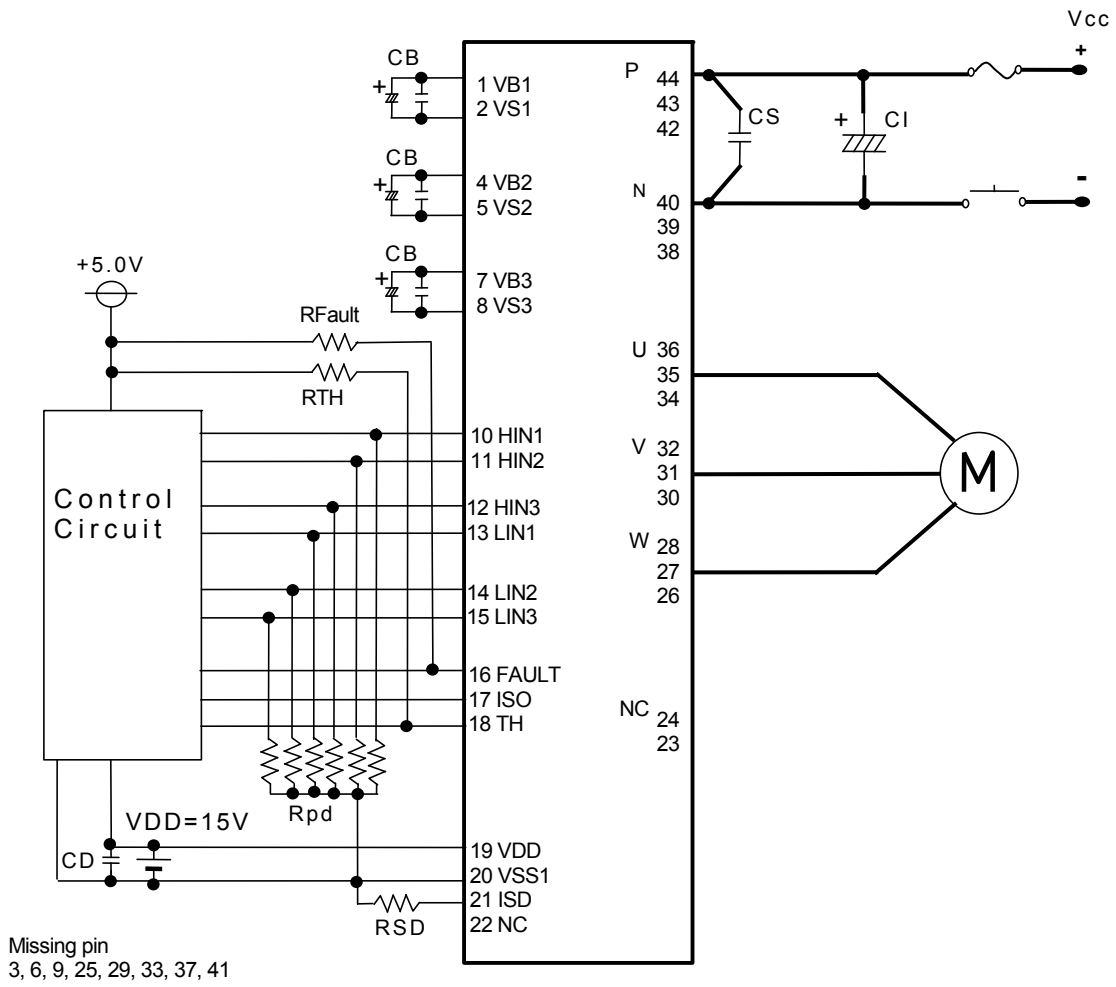 Vcc
+
-
CB
+
1 VB1
2 VS1
CB
+
4 VB2
5 VS2
CB
+
7 VB3
8 VS3
P 44
43
42
CS
+ CI
N 40
39
38
+5.0V
RFault
RTH
U 36
35
34
V 32
31
30
W 28
27
26
M
Control
Circuit
10 HIN1
11 HIN2
12 HIN3
13 LIN1
14 LIN2
15 LIN3
16 FAULT
17 ISO
18 TH
NC 24
23
Rpd
VDD=15V
CD
19 VDD
20 VSS1
21 ISD
22 NC
RSD
Missing pin
3, 6, 9, 25, 29, 33, 37, 41